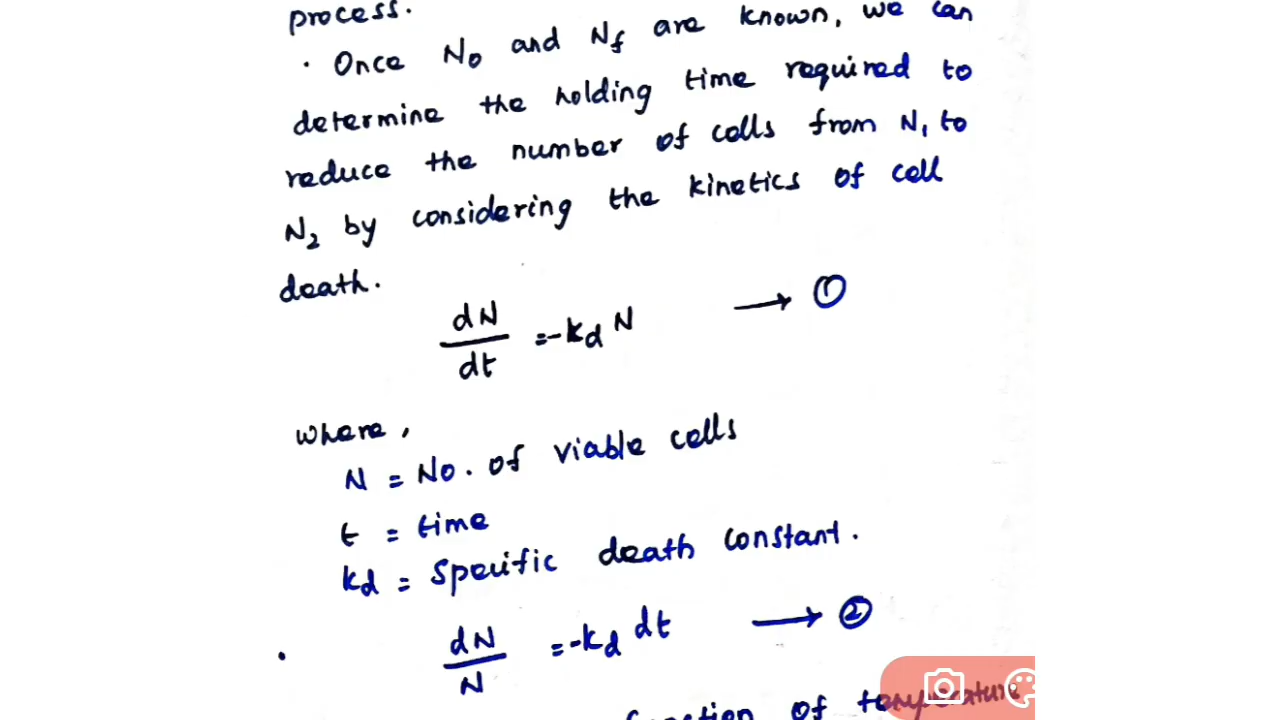 process.
· Once N₀ and Nf are known, we can
determine the holding time required to
reduce the number of cells from N₁ to
N₂ by considering the kinetics of cell
death.
dN/dt = -kd N → ①
where,
N = No. of viable cells
t = time
kd = Specific death constant.
· dN/N = -kd dt → ②
function of temperature